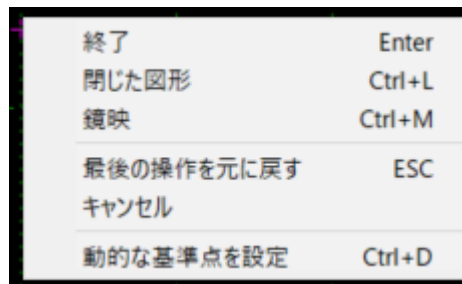 終了 Enter
閉じた図形 Ctrl+L
鏡映 Ctrl+M
最後の操作を元に戻す ESC
キャンセル
動的な基準点を設定 Ctrl+D